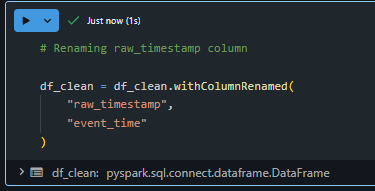 Just now (1s)
# Renaming raw_timestamp column
df_clean = df_clean.withColumnRenamed(
"raw_timestamp",
"event_time"
)
df_clean: pyspark.sql.connect.dataframe.DataFrame